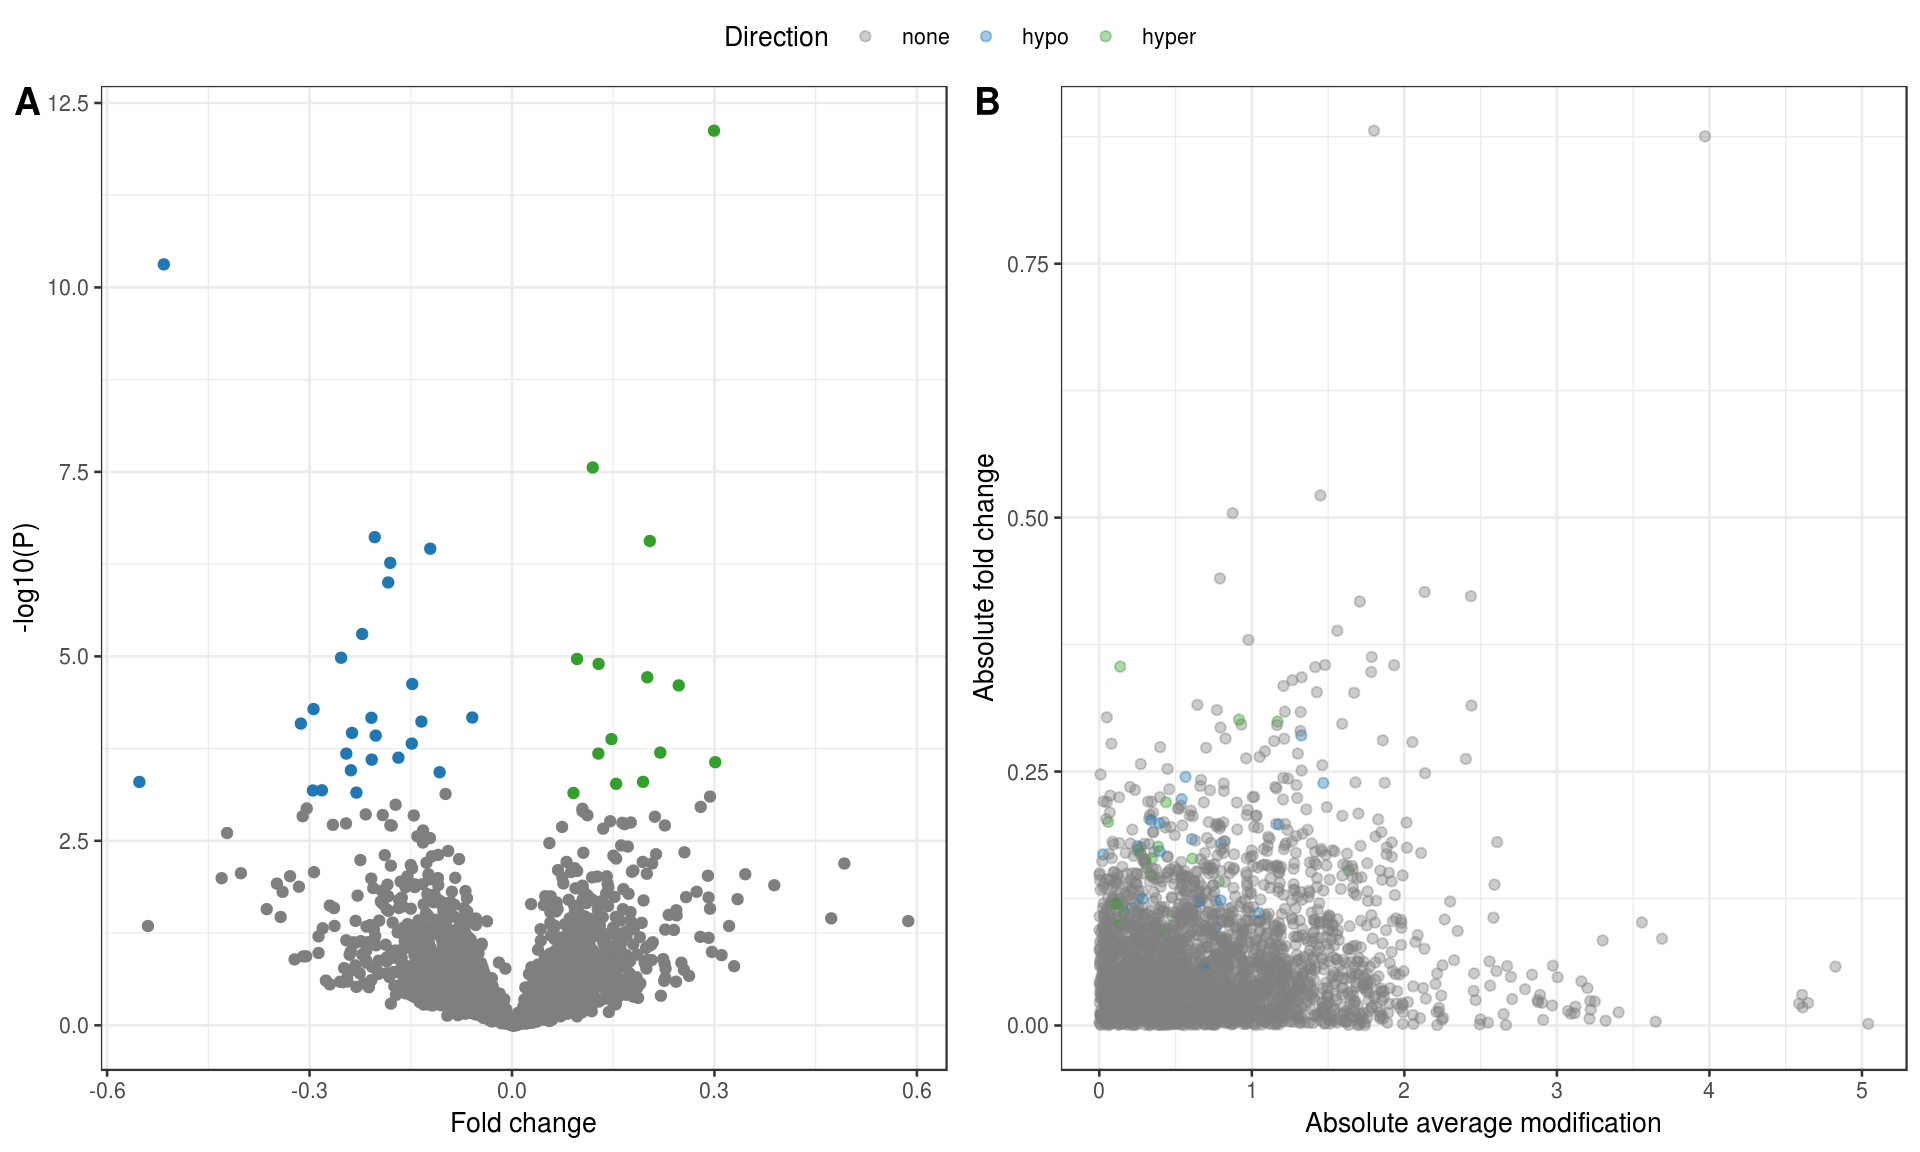 Direction none hypo hyper
A
12.5
10.0
7.5
5.0
2.5
0.0
-log10(P)
-0.6 -0.3 0.0 0.3 0.6
Fold change
B
0.75
0.50
0.25
0.00
Absolute fold change
0 1 2 3 4 5
Absolute average modification